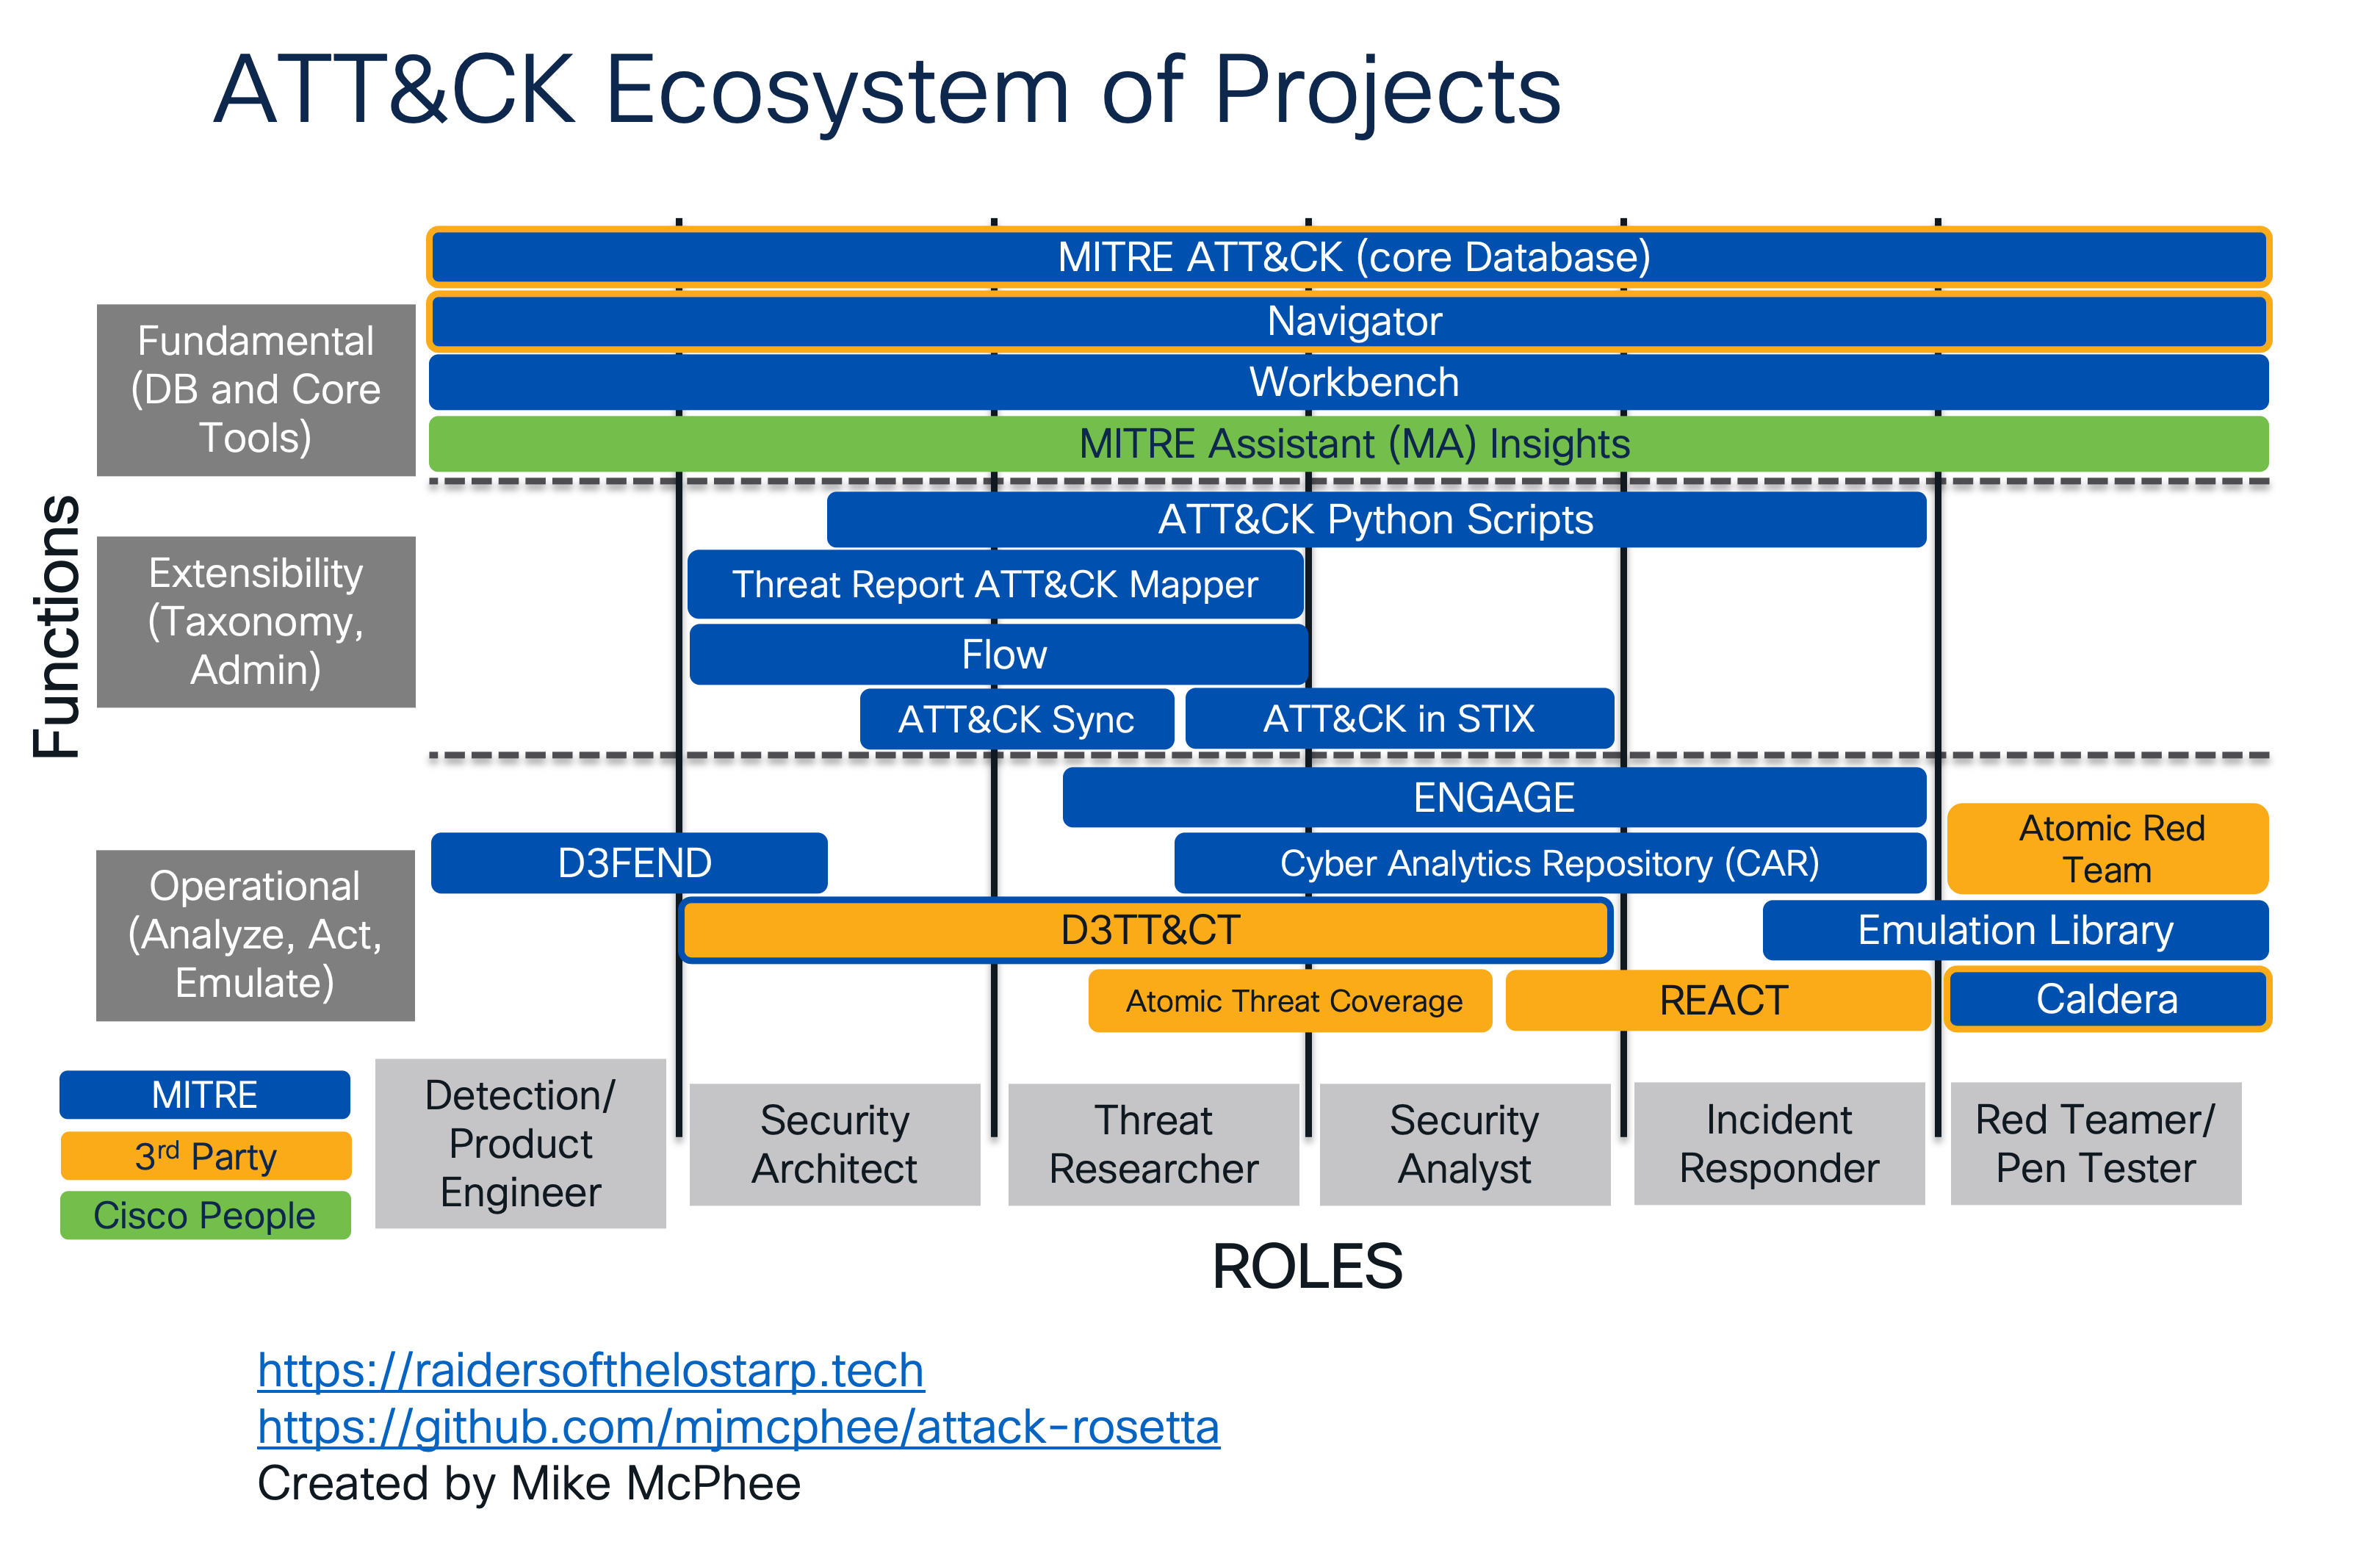 ATT&CK Ecosystem of Projects
MITRE ATT&CK (core Database)
Navigator
Workbench
MITRE Assistant (MA) Insights
Fundamental
(DB and Core
Tools)
Functions
ATT&CK Python Scripts
Threat Report ATT&CK Mapper
Flow
ATT&CK Sync
ATT&CK in STIX
Extensibility
(Taxonomy,
Admin)
ENGAGE
D3FEND
Cyber Analytics Repository (CAR)
Atomic Red
Team
D3TT&CT
Emulation Library
Atomic Threat Coverage
REACT
Caldera
Operational
(Analyze, Act,
Emulate)
MITRE
3rd Party
Cisco People
Detection/
Product
Engineer
Security
Architect
Threat
Researcher
Security
Analyst
Incident
Responder
Red Teamer/
Pen Tester
ROLES
https://raidersofthelostarp.tech
https://github.com/mjmcphee/attack-rosetta
Created by Mike McPhee